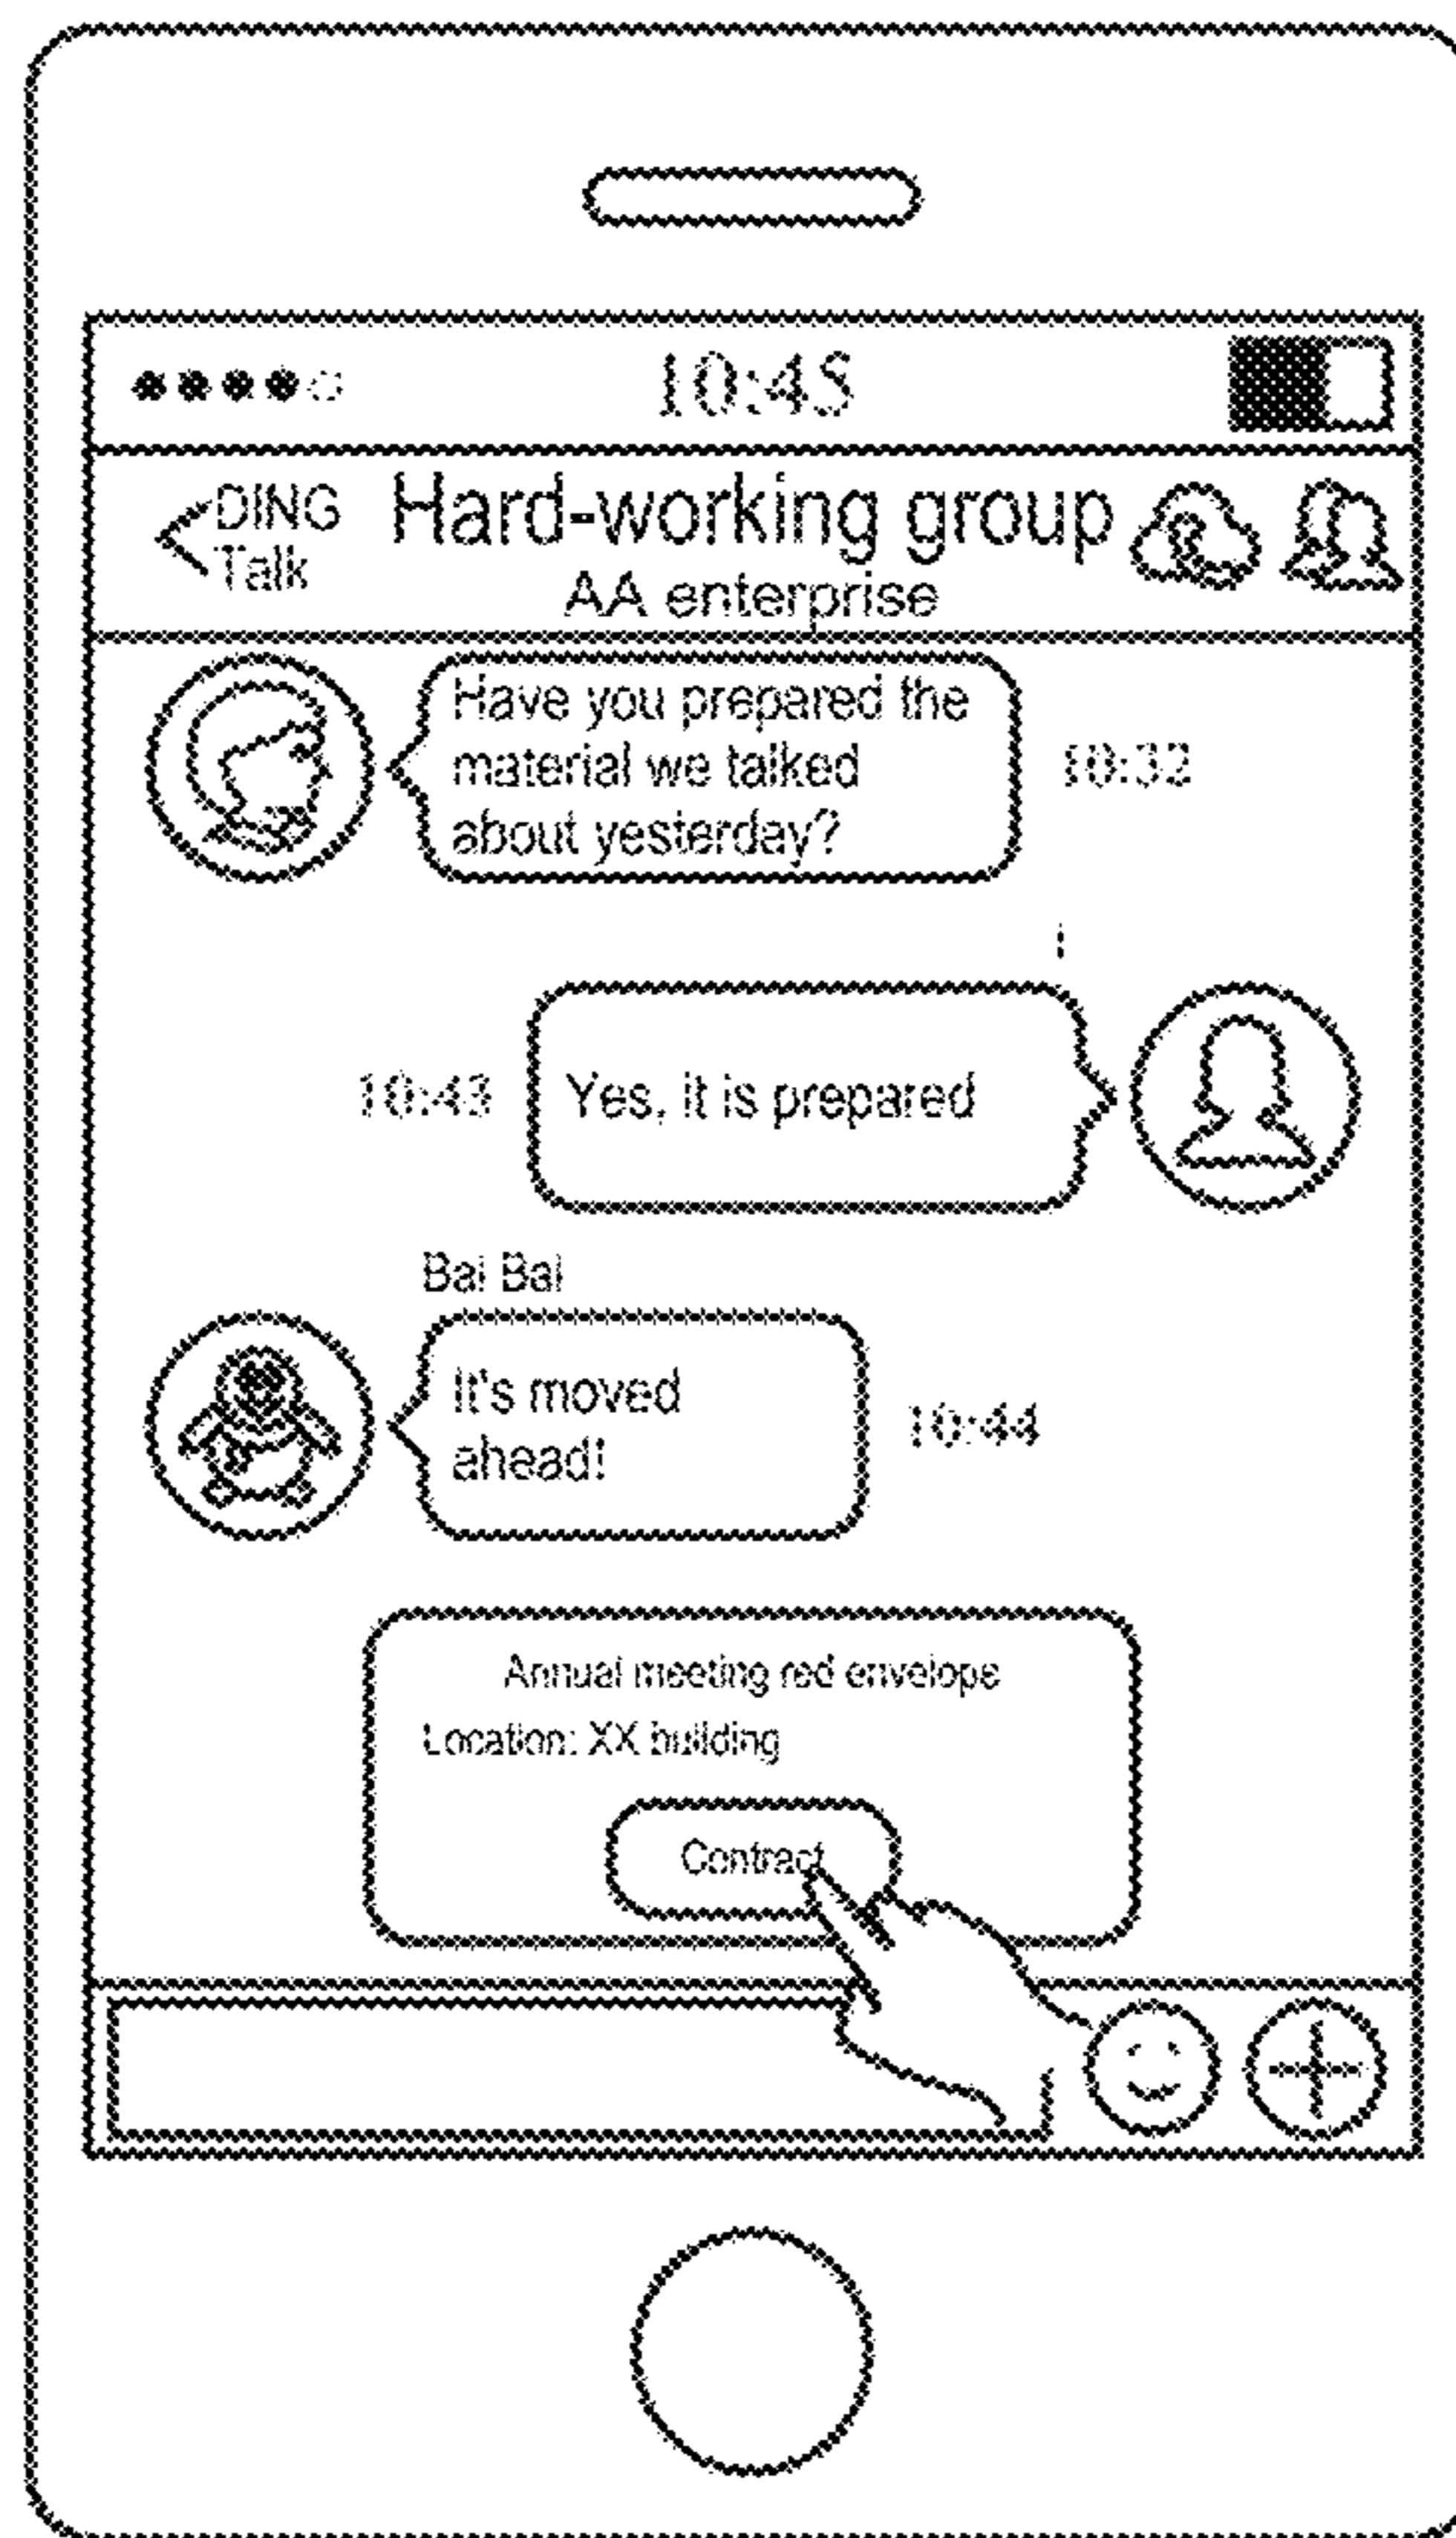 10:45
DING
Talk
Hard-working group
AA enterprise
Have you prepared the
material we talked
about yesterday?
10:32
10:43
Yes, it is prepared
Bai Bai
It's moved
ahead!
10:44
Annual meeting red envelope
Location: XX building
Contract